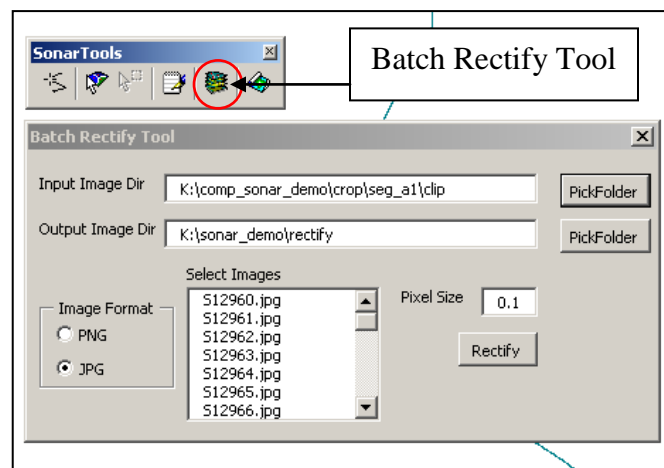 SonarTools
Batch Rectify Tool
Batch Rectify Tool
Input Image Dir K:\comp_sonar_demo\crop\seg_a1\clip PickFolder
Output Image Dir K:\sonar_demo\rectify PickFolder
Select Images
Image Format
PNG
JPG
S12960.jpg
S12961.jpg
S12962.jpg
S12963.jpg
S12964.jpg
S12965.jpg
S12966.jpg
Pixel Size 0.1
Rectify